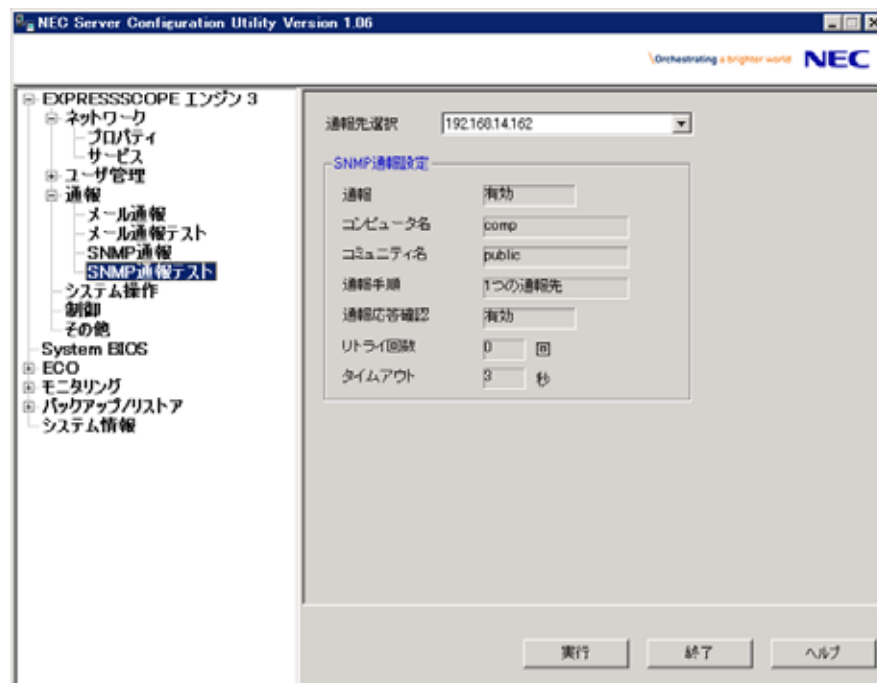 NEC Server Configuration Utility Version 1.06
Orchestrating a brighter world NEC
EXPRESSSCOPE エンジン 3
ネットワーク
プロパティ
サービス
ユーザ管理
通報
メール通報
メール通報テスト
SNMP通報
SNMP通報テスト
システム操作
制御
その他
System BIOS
ECO
モニタリング
バックアップ/リストア
システム情報
通報先選択 192.168.14.162
SNMP通報設定
通報 有効
コンピュータ名 comp
コミュニティ名 public
通報手順 1つの通報先
通報応答確認 有効
リトライ回数 0 回
タイムアウト 3 秒
実行 終了 ヘルプ